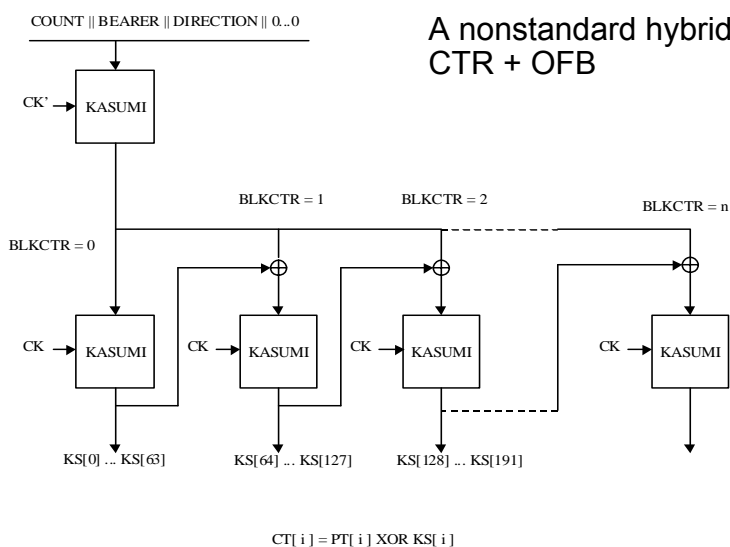 COUNT || BEARER || DIRECTION || 0...0
A nonstandard hybrid
CTR + OFB
CK’
KASUMI
BLKCTR = 0
BLKCTR = 1
BLKCTR = 2
BLKCTR = n
CK
KASUMI
CK
KASUMI
CK
KASUMI
CK
KASUMI
KS[0] ... KS[63]
KS[64] ... KS[127]
KS[128] ... KS[191]
CT[ i ] = PT[ i ] XOR KS[ i ]